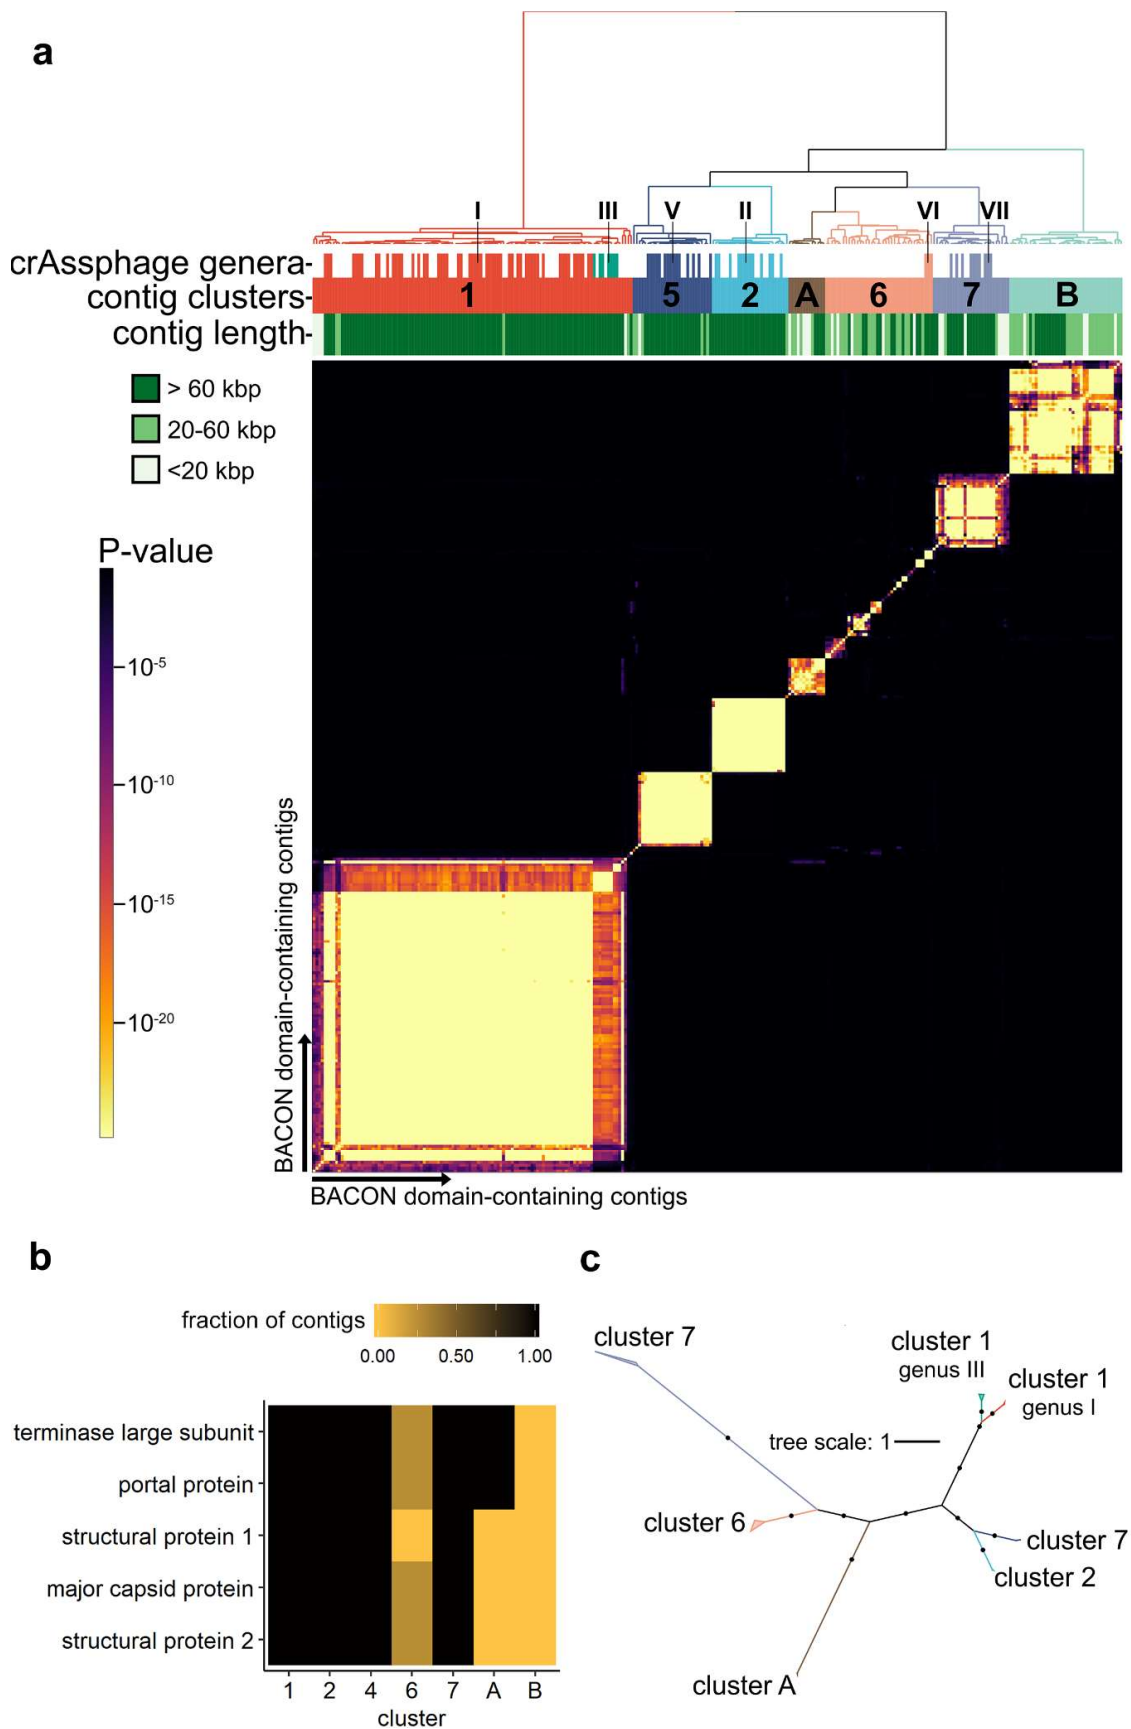 a
I III V II VI VII
crAssphage genera
contig clusters
1 5 2 A 6 7 B
contig length
> 60 kbp
20-60 kbp
<20 kbp
P-value
10-5
10-10
10-15
10-20
BACON domain-containing contigs
BACON domain-containing contigs
b
fraction of contigs
0.00 0.50 1.00
terminase large subunit
portal protein
structural protein 1
major capsid protein
structural protein 2
1 2 4 6 7 A B
cluster
c
cluster 7
cluster 1
genus III
cluster 1
genus I
tree scale: 1
cluster 6
cluster 7
cluster 2
cluster A